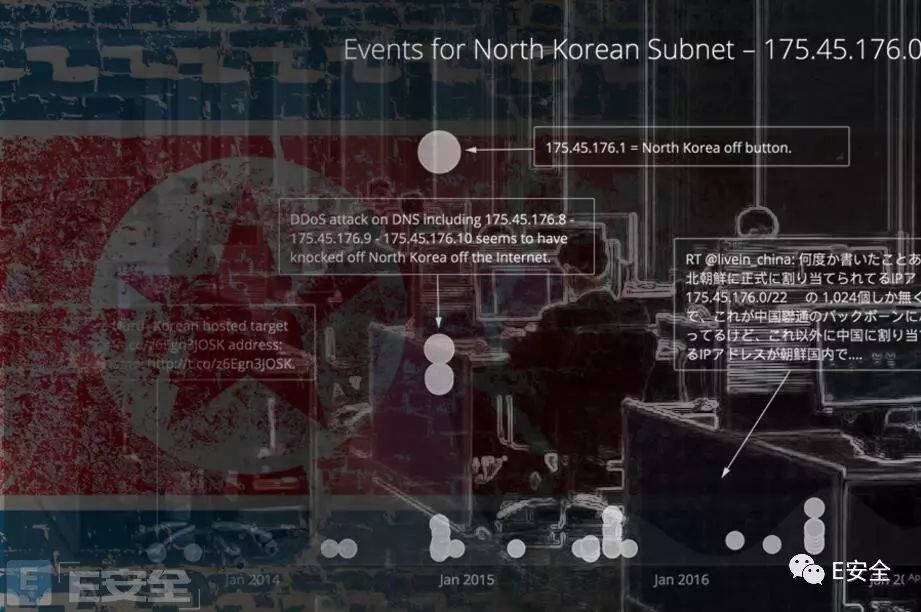 Events for North Korean Subnet – 175.45.176.0
175.45.176.1 = North Korea off button.
DDoS attack on DNS including 175.45.176.8 -
175.45.176.9 - 175.45.176.10 seems to have
knocked off North Korea off the Internet.
RT @livein_china: 何度か書いたことあ
北朝鮮に正式に割り当てられてるIPア
175.45.176.0/22 の 1,024個しか無
で、これが中国聯通のバックボーンに
ってるけど、これ以外に中国に割り当
るIPアドレスが朝鮮国内で....
North Korean hosted target
address:
http://t.co/z6Egn3JOSK.
Jan 2014
Jan 2015
Jan 2016
E安全
E安全